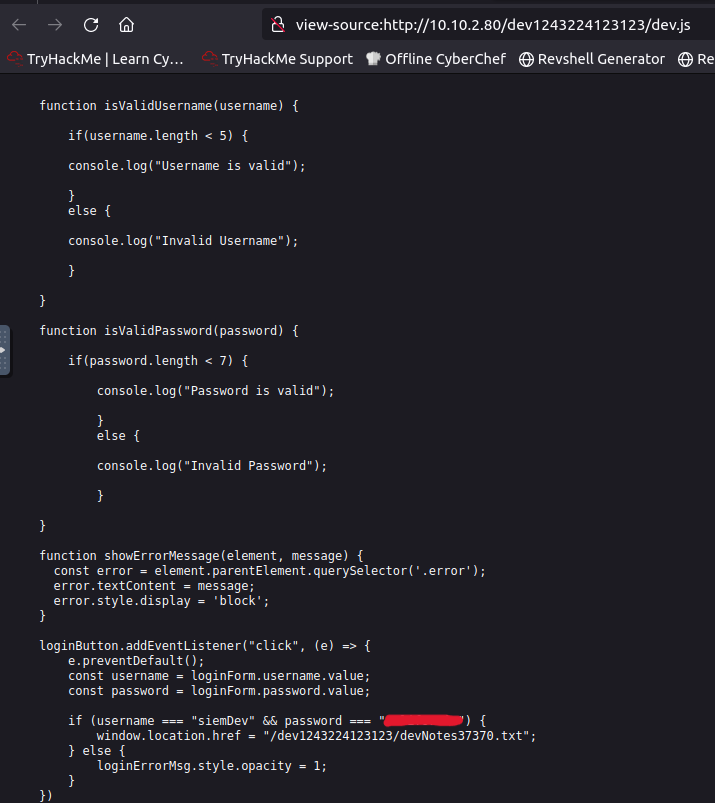 view-source:http://10.10.2.80/dev1243224123123/dev.js
TryHackMe | Learn Cy... TryHackMe Support Offline CyberChef Revshell Generator Re
function isValidUsername(username) {
if(username.length < 5) {
console.log("Username is valid");
}
else {
console.log("Invalid Username");
}
}
function isValidPassword(password) {
if(password.length < 7) {
console.log("Password is valid");
}
else {
console.log("Invalid Password");
}
}
function showErrorMessage(element, message) {
const error = element.parentElement.querySelector('.error');
error.textContent = message;
error.style.display = 'block';
}
loginButton.addEventListener("click", (e) => {
e.preventDefault();
const username = loginForm.username.value;
const password = loginForm.password.value;
if (username === "siemDev" && password === "") {
window.location.href = "/dev1243224123123/devNotes37370.txt";
} else {
loginErrorMsg.style.opacity = 1;
}
})